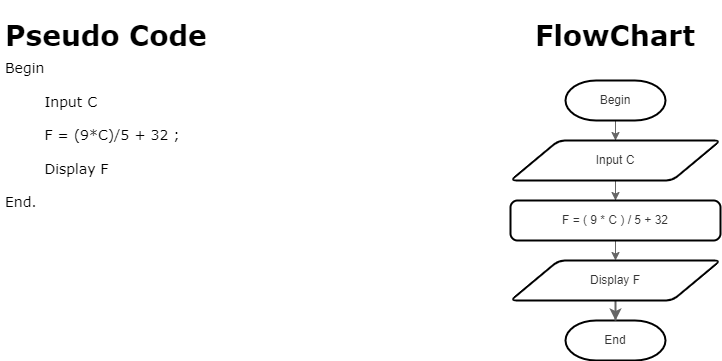 Pseudo Code
Begin
Input C
F = (9*C)/5 + 32 ;
Display F
End.
FlowChart
Begin
Input C
F = ( 9 * C ) / 5 + 32
Display F
End